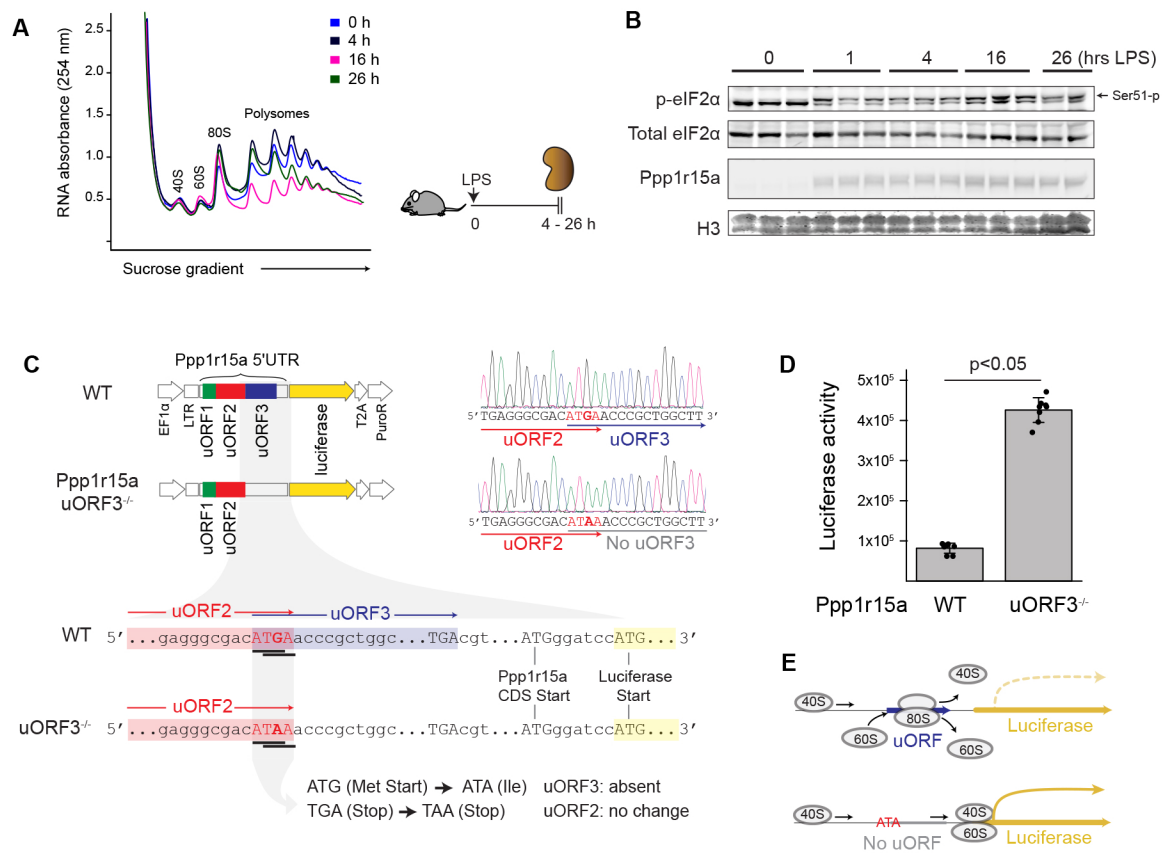 A
RNA absorbance (254 nm)
2.5
2.0
1.5
1.0
0.5
40S
60S
80S
Polysomes
0 h
4 h
16 h
26 h
Sucrose gradient
LPS
0
4 - 26 h
B
0 1 4 16 26 (hrs LPS)
p-eIF2α
Ser51-p
Total eIF2α
Ppp1r15a
H3
C
Ppp1r15a 5'UTR
WT
EF1α
LTR
uORF1
uORF2
uORF3
luciferase
T2A
PuroR
Ppp1r15a
uORF3-/-
uORF1
uORF2
5′TGAGGGCGACATGAACCCGCTGGCTT 3′
uORF2 uORF3
5′TGAGGGCGACATAAACCCGCTGGCTT 3′
uORF2 No uORF3
uORF2 uORF3
WT 5′ ...gagggcgacATGAacccgctggc...TGAcgt...ATGggatccATG... 3′
Ppp1r15a
CDS Start
Luciferase
Start
uORF2
uORF3-/- 5′ ...gagggcgacATAAacccgctggc...TGAcgt...ATGggatccATG... 3′
ATG (Met Start) ATA (Ile) uORF3: absent
TGA (Stop) TAA (Stop) uORF2: no change
D
p<0.05
Luciferase activity
5x10⁵
4x10⁵
3x10⁵
2x10⁵
1x10⁵
Ppp1r15a WT uORF3-/-
E
40S
40S
80S
60S
uORF
60S
Luciferase
40S
ATA
No uORF
40S
60S
Luciferase